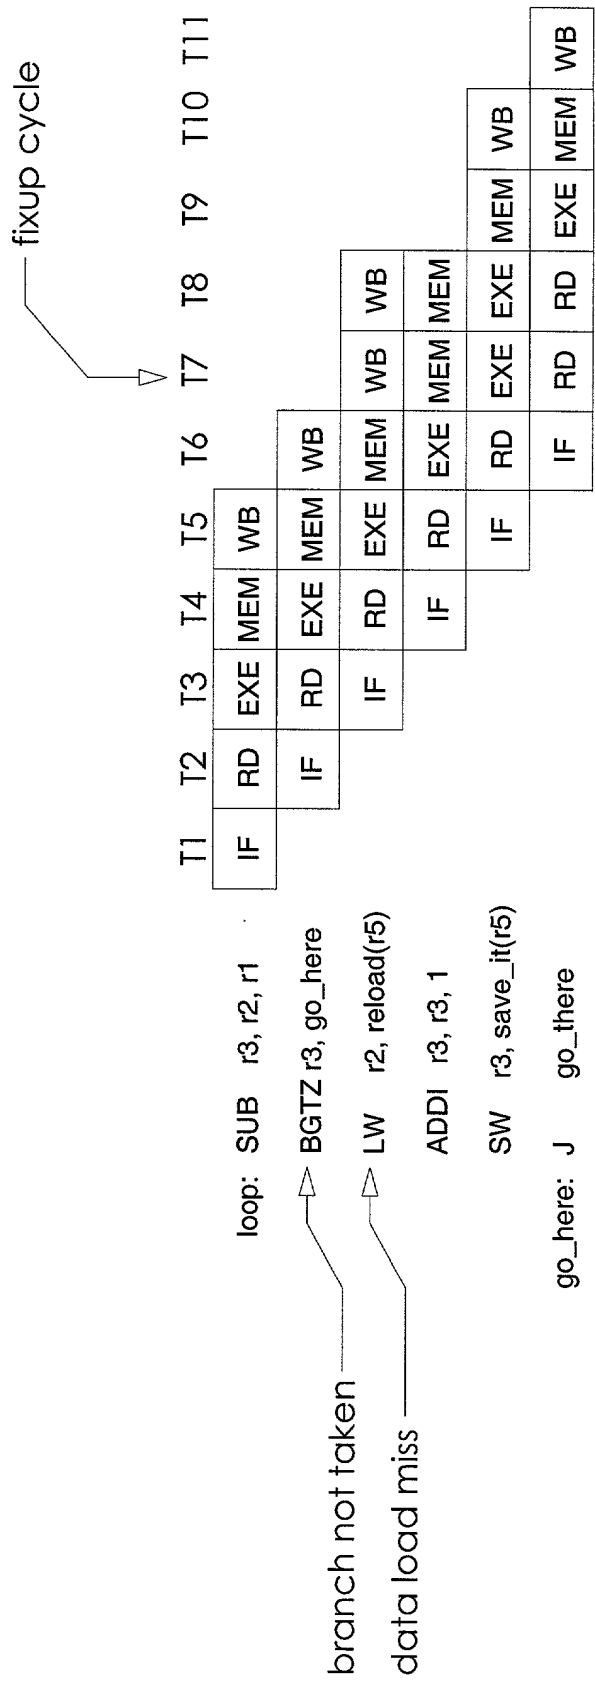 fixup cycle
T1 T2 T3 T4 T5 T6 T7 T8 T9 T10 T11
loop: SUB r3, r2, r1 IF RD EXE MEM WB
branch not taken
BGTZ r3, go_here IF RD EXE MEM WB
data load miss
LW r2, reload(r5) IF RD EXE MEM WB WB
ADDI r3, r3, 1 IF RD EXE MEM MEM
SW r3, save_it(r5) IF RD EXE EXE MEM WB
go_here: J go_there IF RD RD EXE MEM WB